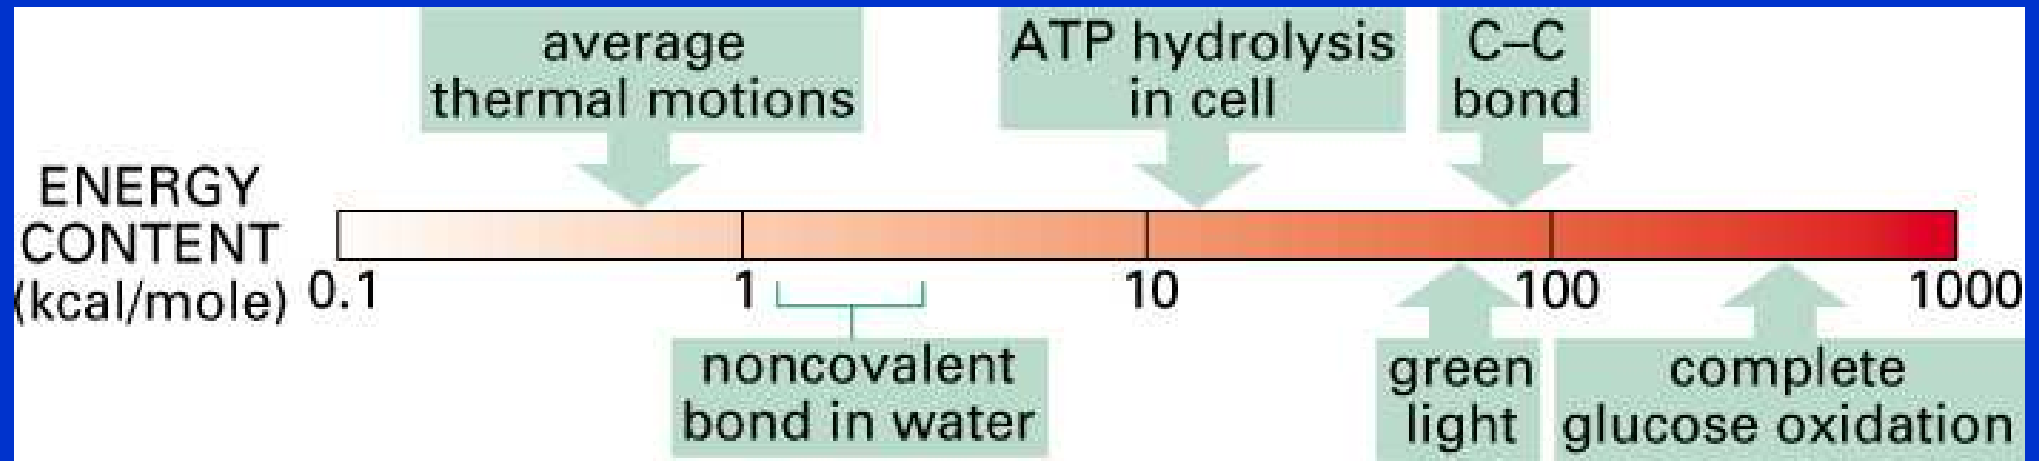 average
thermal motions
ATP hydrolysis
in cell
C–C
bond
ENERGY
CONTENT
(kcal/mole)
0.1
1
10
100
1000
noncovalent
bond in water
green
light
complete
glucose oxidation